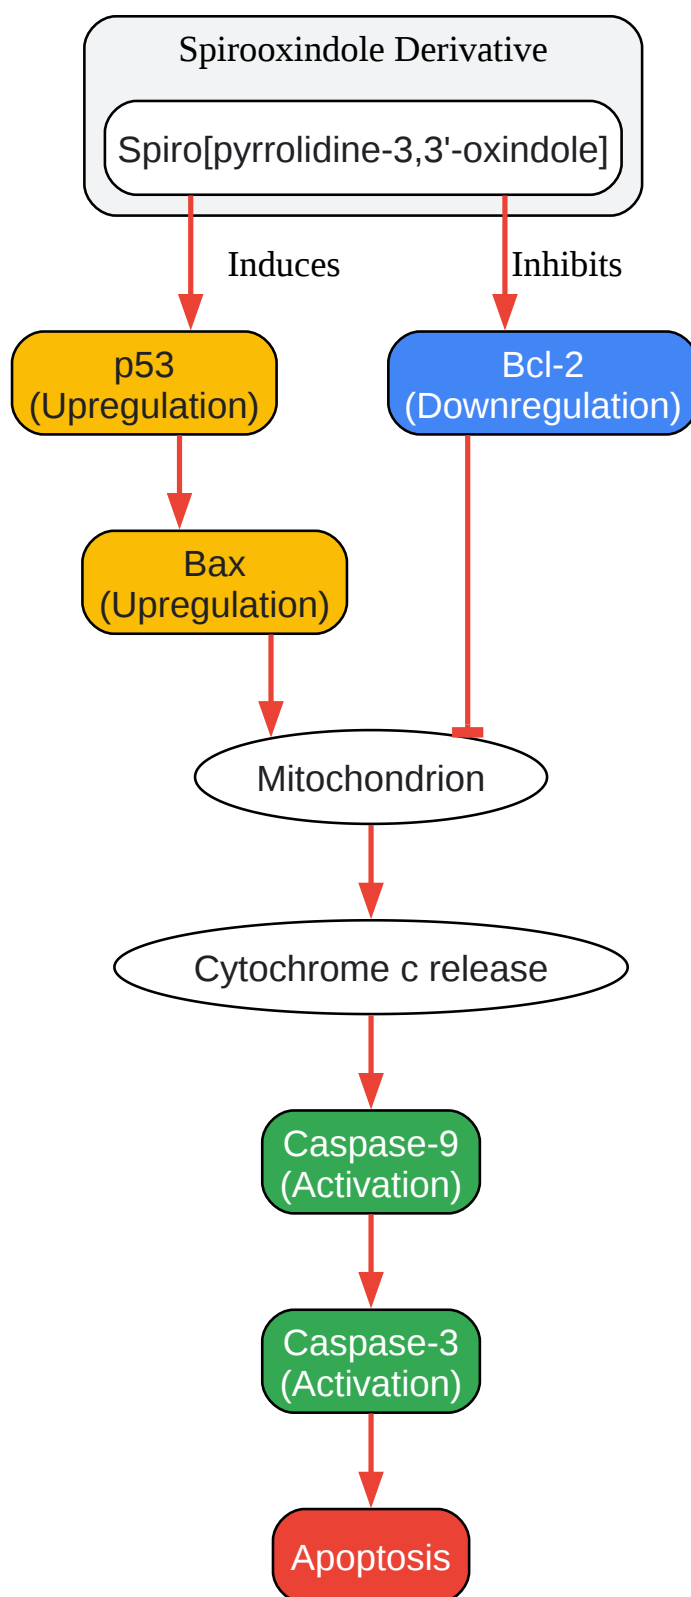 Spirooxindole Derivative
Spiro[pyrrolidine-3,3'-oxindole]
Induces
Inhibits
p53
(Upregulation)
Bcl-2
(Downregulation)
Bax
(Upregulation)
Mitochondrion
Cytochrome c release
Caspase-9
(Activation)
Caspase-3
(Activation)
Apoptosis